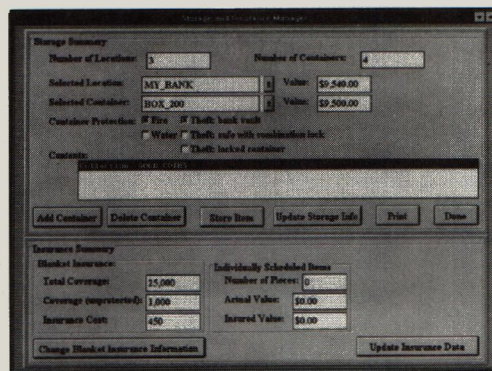 Storage and Insurance Manager
Storage Summary
Number of Locations: 3 Number of Containers: 4
Selected Location: MY_BANK Value: $9,540.00
Selected Container: BOX_200 Value: $9,500.00
Container Protection: Fire Theft: bank vault
Water Theft: safe with combination lock
Theft: locked container
Contents:
GOLD COINS
Add Container Delete Container Store Item Update Storage Info Print Done
Insurance Summary
Blanket Insurance: Individually Scheduled Items
Total Coverage: 25,000 Number of Pieces: 0
Coverage (unprotected): 1,000 Actual Value: $0.00
Insurance Cost: 450 Insured Value: $0.00
Change Blanket Insurance Information Update Insurance Data